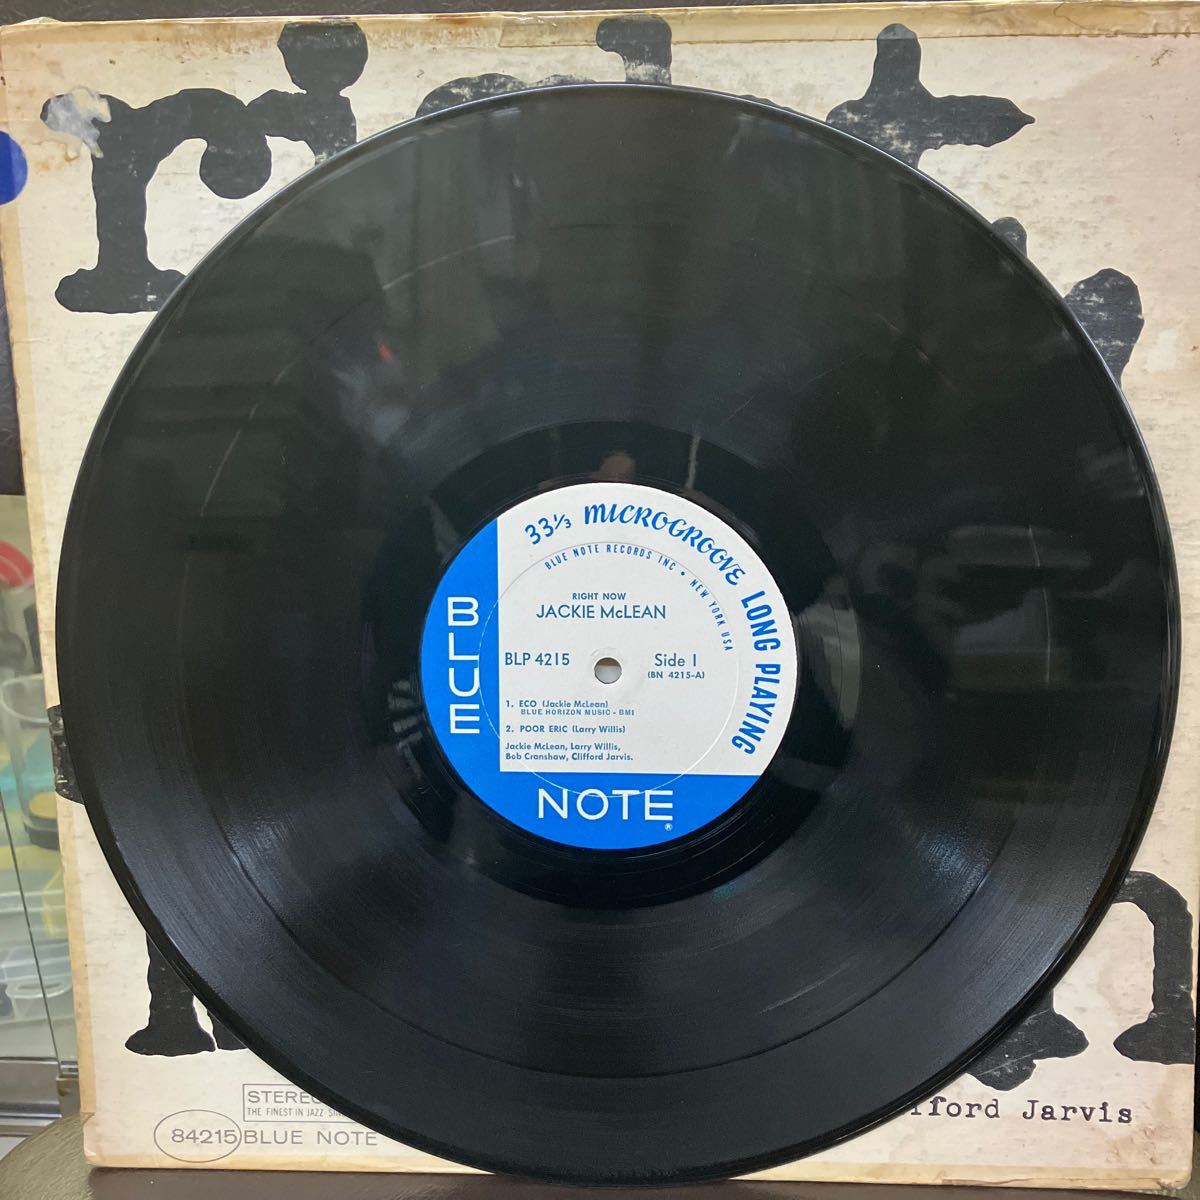 33⅓ MICROGROOVE LONG PLAYING
BLUE NOTE RECORDS INC • NEW YORK USA
RIGHT NOW
JACKIE McLEAN
BLP 4215
Side 1
(BN 4215-A)
1. ECO (Jackie McLean)
BLUE HORIZON MUSIC - BMI
2. POOR ERIC (Larry Willis)
Jackie McLean, Larry Willis,
Bob Cranshaw, Clifford Jarvis.
BLUE
NOTE ®
THE FINEST IN JAZZ
Jarvis
84215 BLUE NOTE